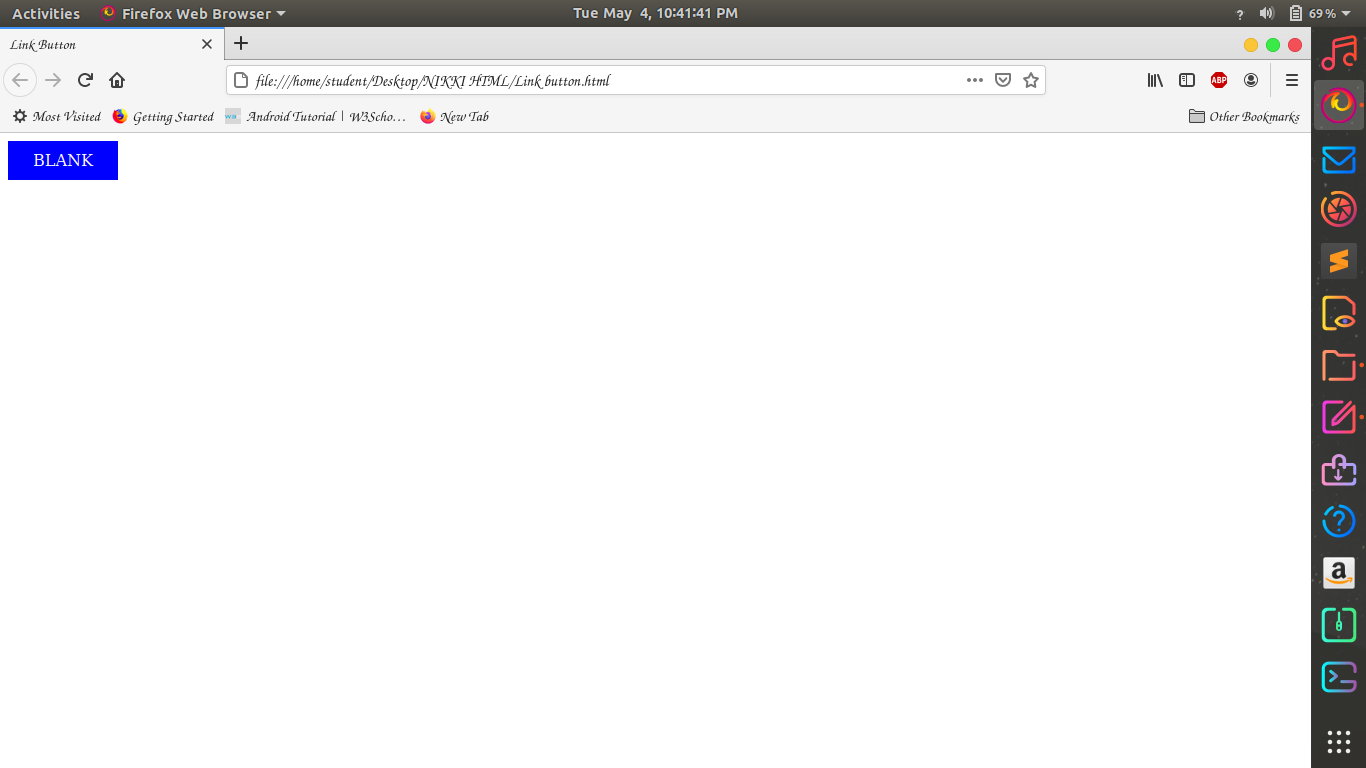 Activities Firefox Web Browser Tue May 4, 10:41:41 PM ? 69 %
Link Button
file:///home/student/Desktop/NIKKI HTML/Link button.html ABP
Most Visited Getting Started w3 Android Tutorial | W3Scho… New Tab Other Bookmarks
BLANK